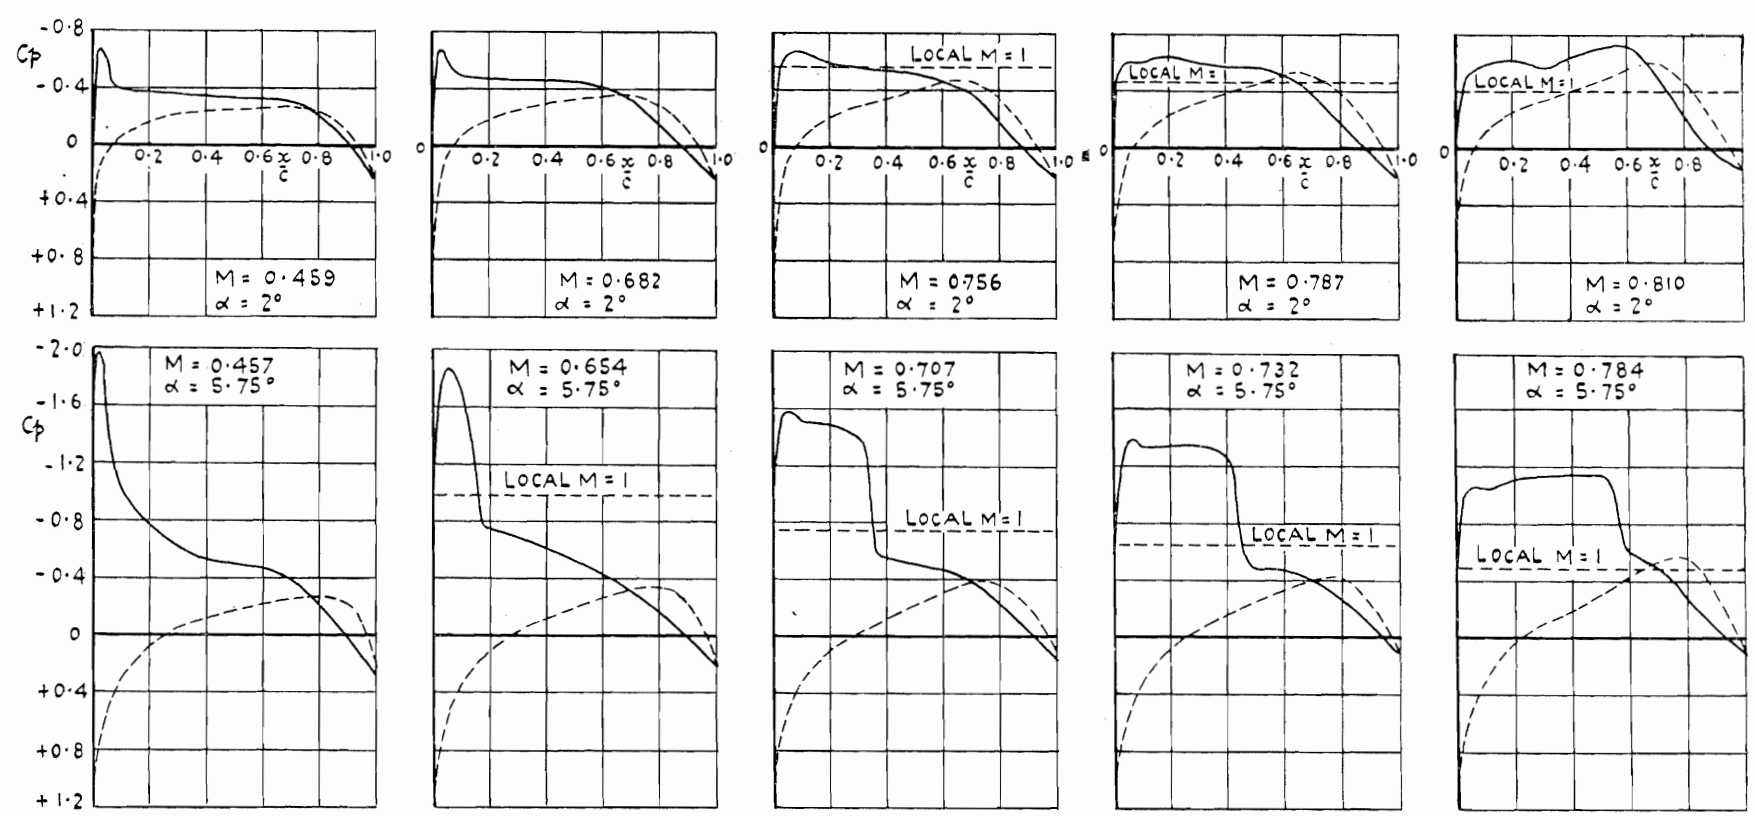 -0.8
Cp
-0.4
0
+0.4
+0.8
+1.2
0.2 0.4 0.6 x/c 0.8 1.0
M = 0.459
α = 2°
0
0.2 0.4 0.6 x/c 0.8 1.0
M = 0.682
α = 2°
LOCAL M = 1
0
0.2 0.4 0.6 x/c 0.8 1.0
M = 0.756
α = 2°
LOCAL M =
0
0.2 0.4 0.6 x/c 0.8 1.0
M = 0.787
α = 2°
LOCAL M = 1
0
0.2 0.4 0.6 x/c 0.8
M = 0.810
α = 2°
-2.0
-1.6
Cp
-1.2
-0.8
-0.4
0
+0.4
+0.8
+1.2
M = 0.457
α = 5.75°
M = 0.654
α = 5.75°
LOCAL M = 1
M = 0.707
α = 5.75°
LOCAL M = 1
M = 0.732
α = 5.75°
LOCAL M = 1
M = 0.784
α = 5.75°
LOCAL M = 1